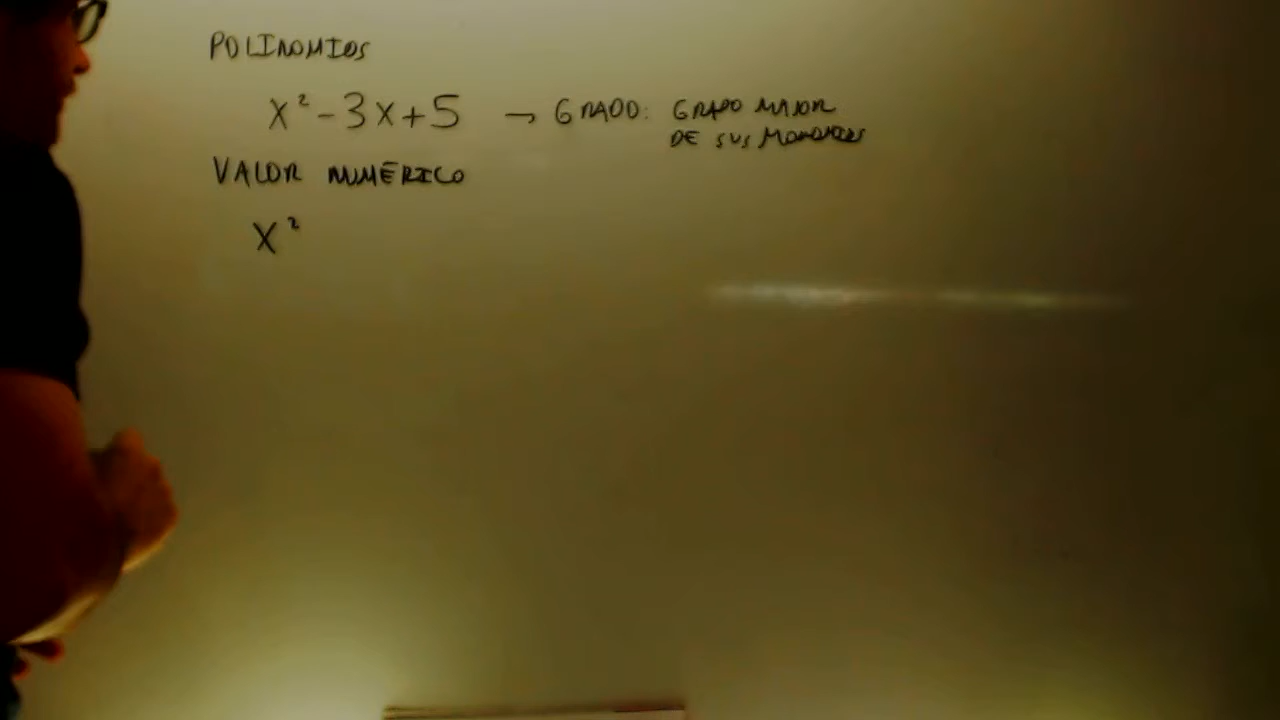 POLINOMIOS
x² - 3x + 5 → GRADO: GRADO MAYOR
DE SUS MONOMIOS
VALOR NUMÉRICO
x²